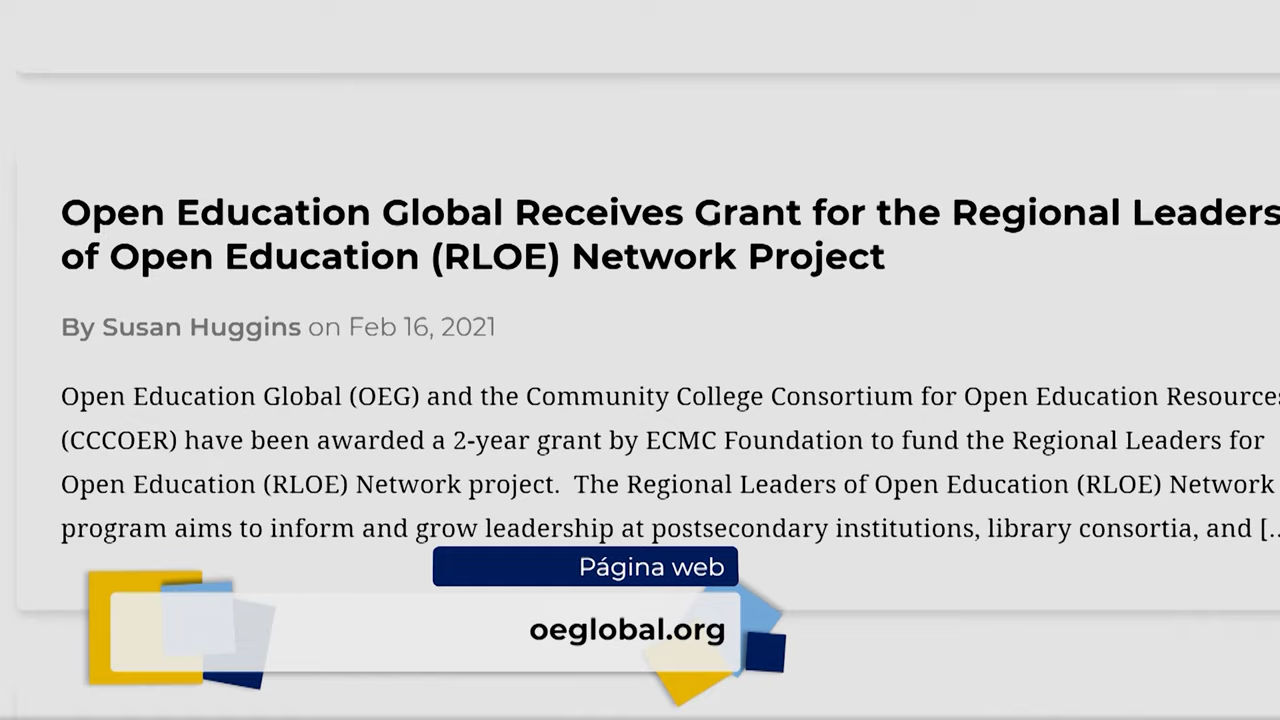 Open Education Global Receives Grant for the Regional Leaders
of Open Education (RLOE) Network Project
By Susan Huggins on Feb 16, 2021
Open Education Global (OEG) and the Community College Consortium for Open Education Resources
(CCCOER) have been awarded a 2-year grant by ECMC Foundation to fund the Regional Leaders for
Open Education (RLOE) Network project.  The Regional Leaders of Open Education (RLOE) Network
program aims to inform and grow leadership at postsecondary institutions, library consortia, and [..
Página web
oeglobal.org